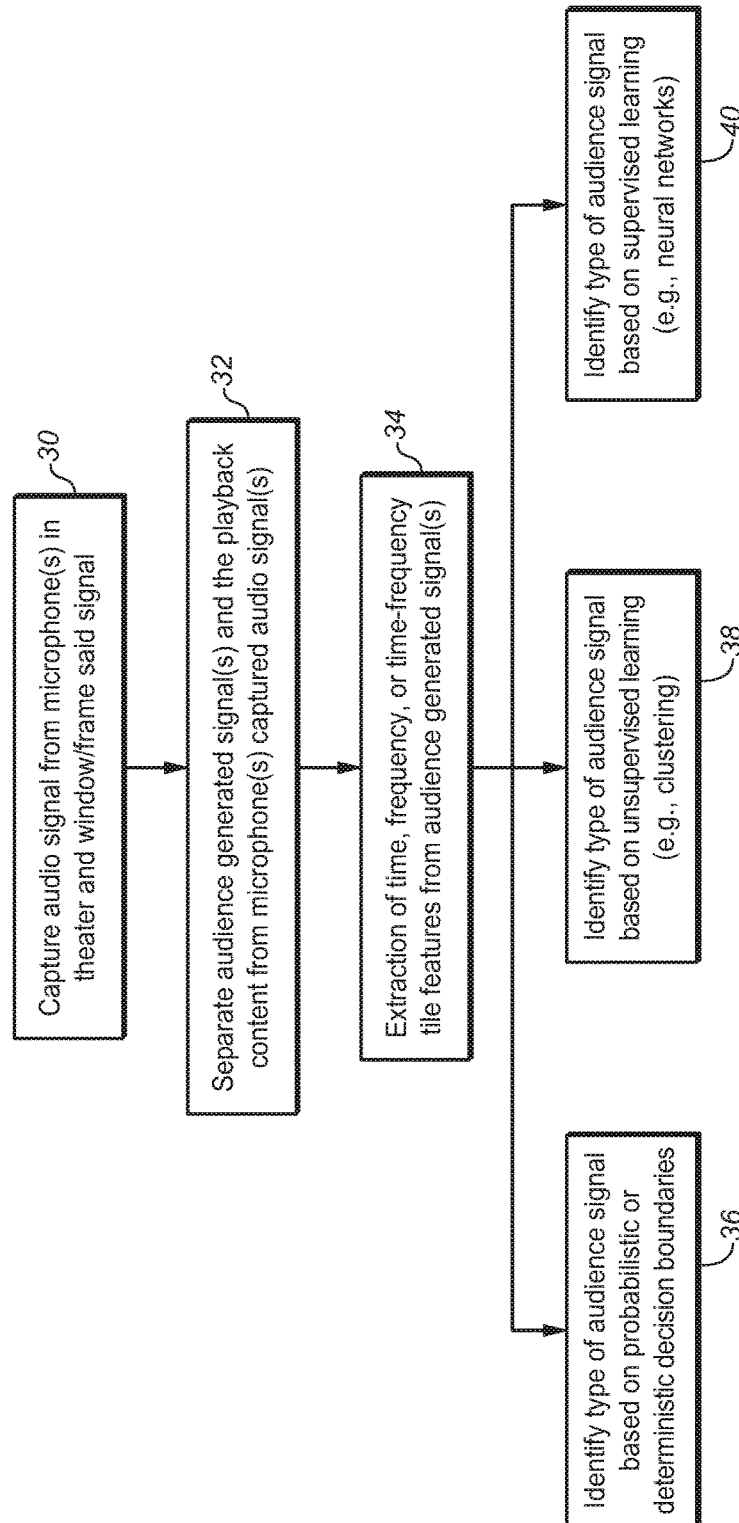 30
Capture audio signal from microphone(s) in
theater and window/frame said signal
32
Separate audience generated signal(s) and the playback
content from microphone(s) captured audio signal(s)
34
Extraction of time, frequency, or time-frequency
tile features from audience generated signal(s)
Identify type of audience signal
based on probabilistic or
deterministic decision boundaries
36
Identify type of audience signal
based on unsupervised learning
(e.g., clustering)
38
Identify type of audience signal
based on supervised learning
(e.g., neural networks)
40